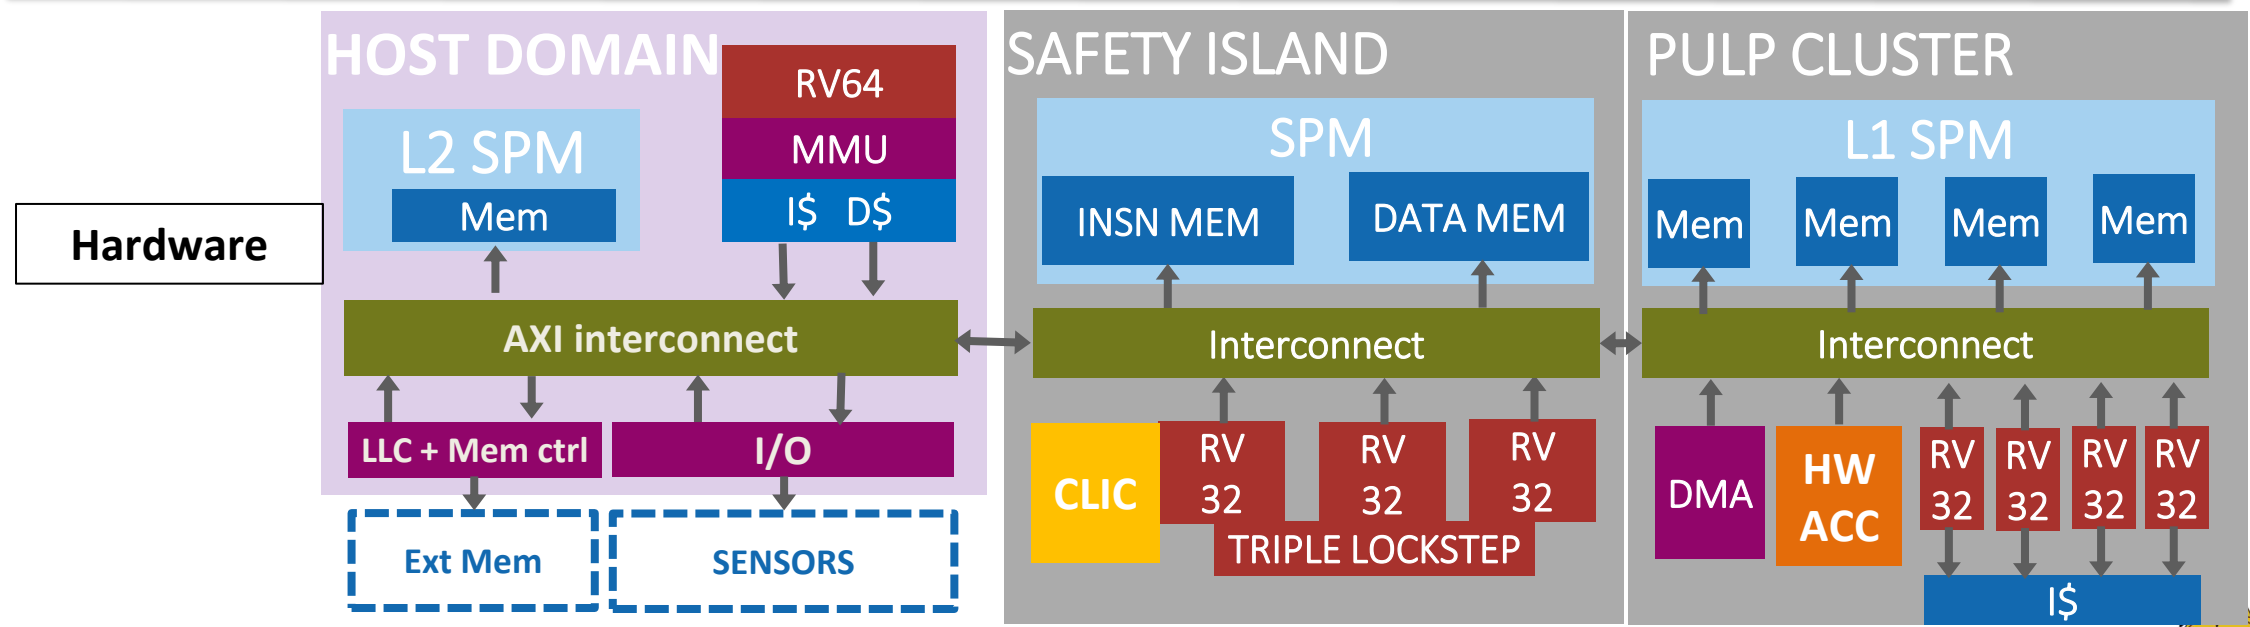 Hardware
HOST DOMAIN
L2 SPM
Mem
RV64
MMU
I$ D$
AXI interconnect
LLC + Mem ctrl
I/O
Ext Mem
SENSORS
SAFETY ISLAND
SPM
INSN MEM
DATA MEM
Interconnect
CLIC
RV
32
RV
32
RV
32
TRIPLE LOCKSTEP
PULP CLUSTER
L1 SPM
Mem
Mem
Mem
Mem
Interconnect
DMA
HW
ACC
RV
32
RV
32
RV
32
RV
32
I$